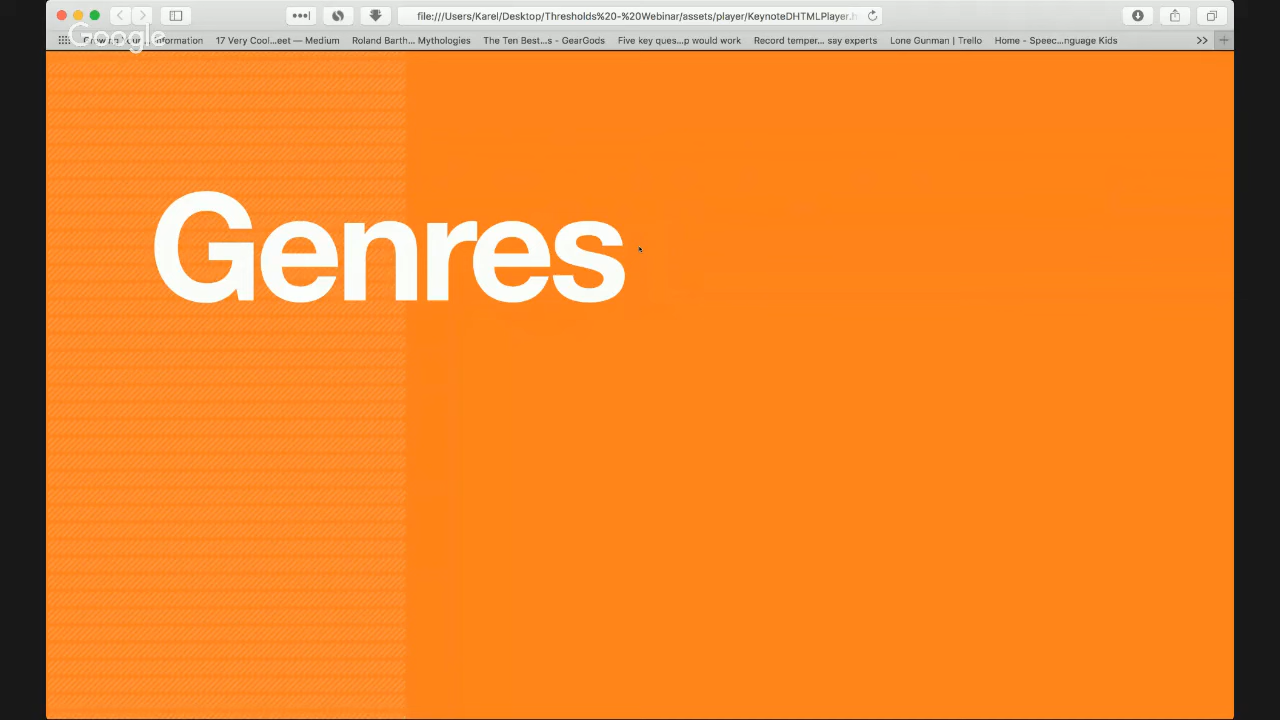 file:///Users/Karel/Desktop/Thresholds%20-%20Webinar/assets/player/KeynoteDHTMLPlayer.h
Google
17 Very Cool...eet — Medium
Roland Barth... Mythologies
The Ten Best...s - GearGods
Five key ques...p would work
Record temper... say experts
Lone Gunman | Trello
Home - Speec...nguage Kids
Genres